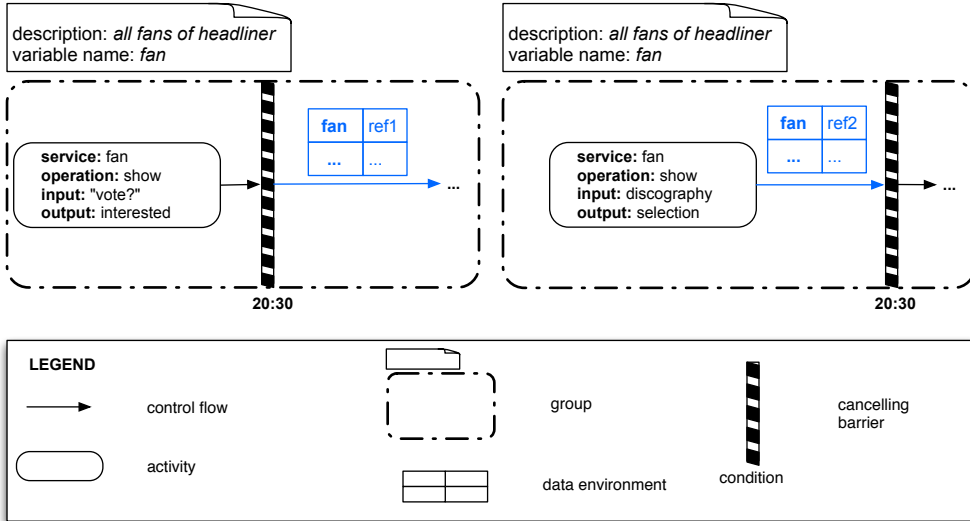 description: all fans of headliner
variable name: fan
fan ref1
... ...
service: fan
operation: show
input: "vote?"
output: interested
...
20:30
description: all fans of headliner
variable name: fan
fan ref2
... ...
service: fan
operation: show
input: discography
output: selection
...
20:30
LEGEND
control flow
activity
group
data environment
condition
cancelling
barrier